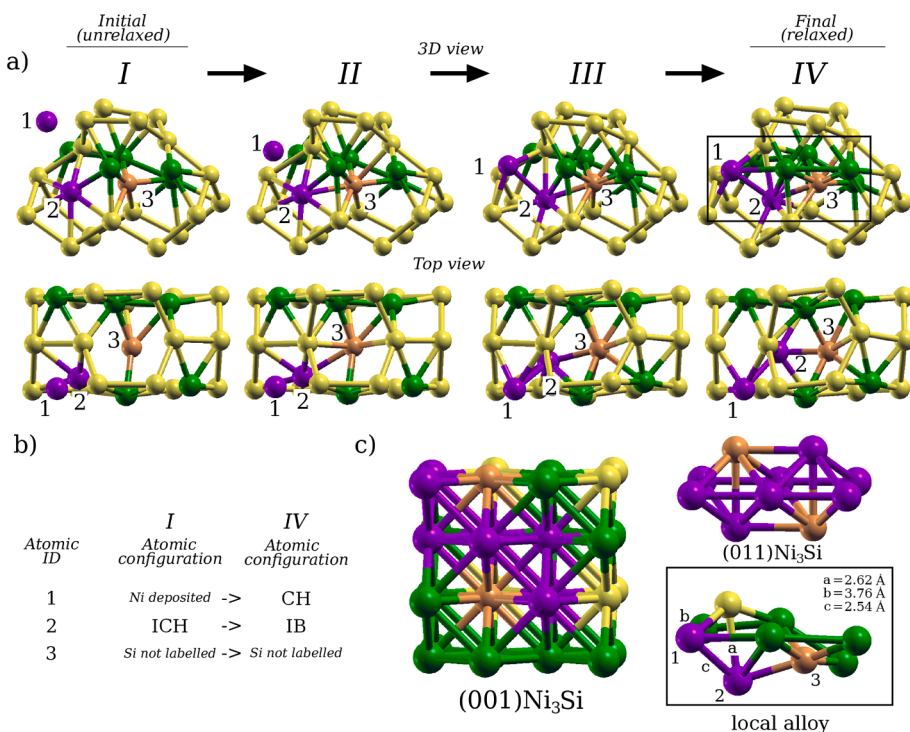 Initial
(unrelaxed)
3D view
Final
(relaxed)
a)
I
II
III
IV
1
2
3
1
2
3
1
2
3
1
2
3
Top view
3
1
2
3
1
2
3
2
1
3
2
1
b)
I
IV
Atomic
ID
Atomic
configuration
Atomic
configuration
1
Ni deposited
->
CH
2
ICH
->
IB
3
Si not labelled
->
Si not labelled
c)
(001)Ni₃Si
(011)Ni₃Si
a=2.62 Å
b=3.76 Å
c=2.54 Å
b
a
1
c
3
2
local alloy